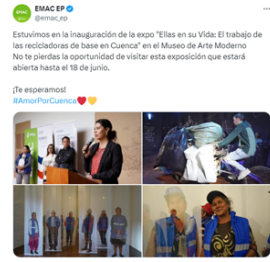 EMAC EP
@emac_ep
Estuvimos en la inauguración de la expo "Ellas en su Vida: El trabajo de
las recicladoras de base en Cuenca" en el Museo de Arte Moderno
No te pierdas la oportunidad de visitar esta exposición que estará
abierta hasta el 18 de junio.
¡Te esperamos!
#AmorPorCuenca